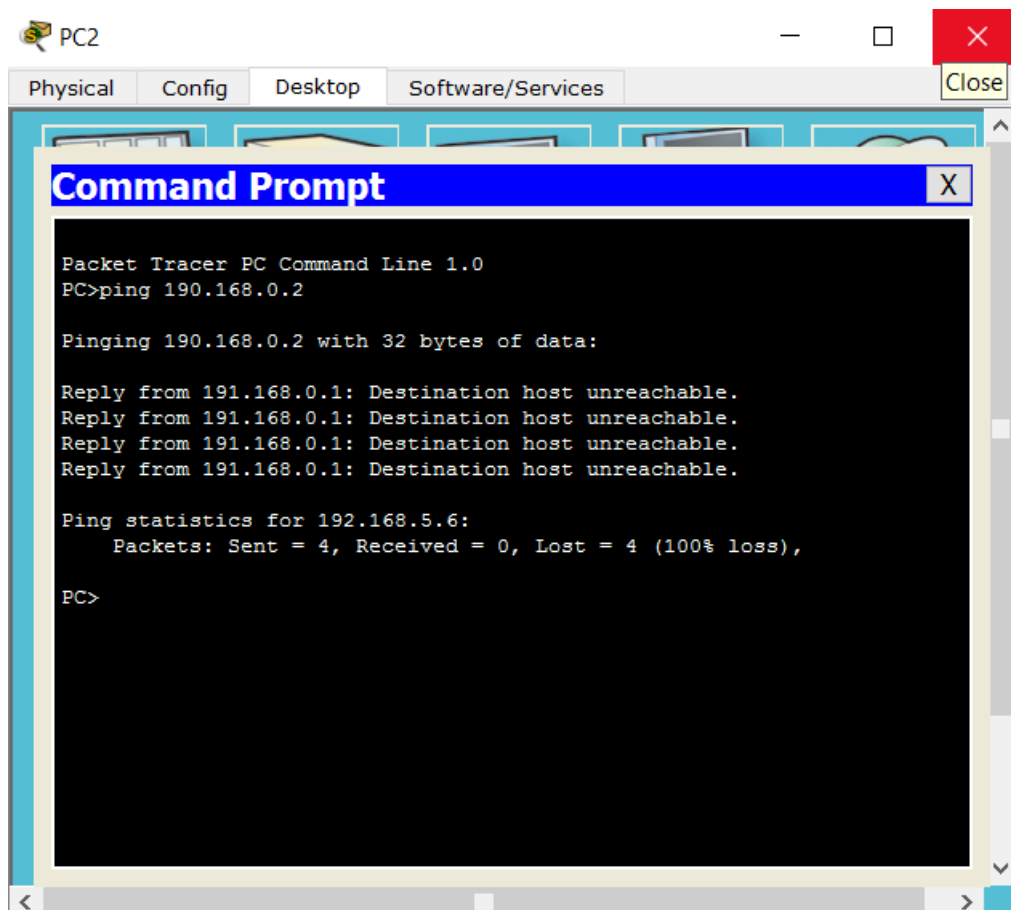 PC2
Physical Config Desktop Software/Services
Close
Command Prompt X
Packet Tracer PC Command Line 1.0
PC>ping 190.168.0.2
Pinging 190.168.0.2 with 32 bytes of data:
Reply from 191.168.0.1: Destination host unreachable.
Reply from 191.168.0.1: Destination host unreachable.
Reply from 191.168.0.1: Destination host unreachable.
Reply from 191.168.0.1: Destination host unreachable.
Ping statistics for 192.168.5.6:
Packets: Sent = 4, Received = 0, Lost = 4 (100% loss),
PC>